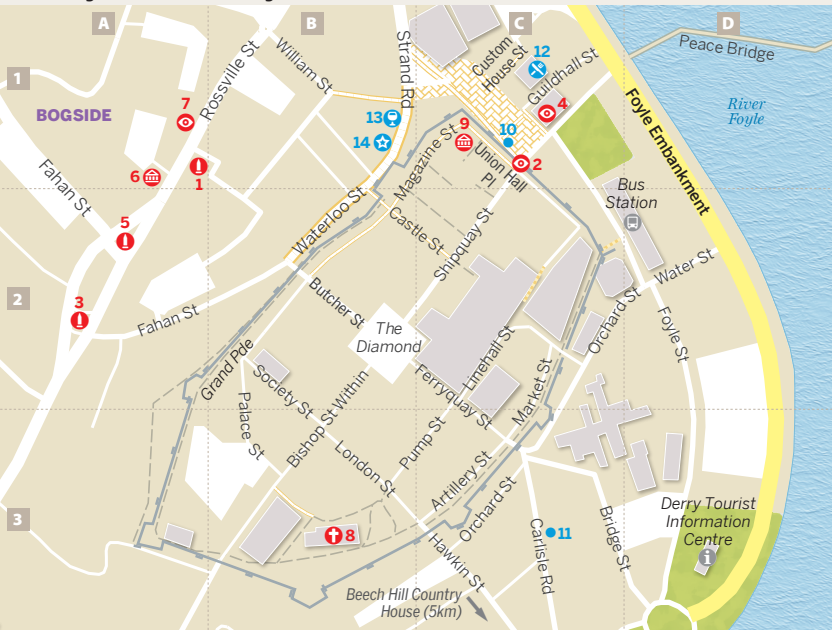 A
B
C
D
1
2
3
BOGSIDE
Rossville St
William St
Strand Rd
Custom
House St
12
Guildhall St
4
Peace Bridge
River
Foyle
Foyle Embankment
7
13
14
9
10
2
Union Hall
Pl
Magazine St
6
1
Fahan St
5
Waterloo St
Castle St
Shipquay St
Bus
Station
Water St
3
Fahan St
Butcher St
The
Diamond
Linenhall St
Orchard St
Foyle St
Grand Pde
Society St
Ferryquay St
Market St
Palace St
Bishop St Within
London St
Pump St
Artillery St
Orchard St
8
Hawkin St
Carlisle Rd
11
Bridge St
Derry Tourist
Information
Centre
i
Beech Hill Country
House (5km)